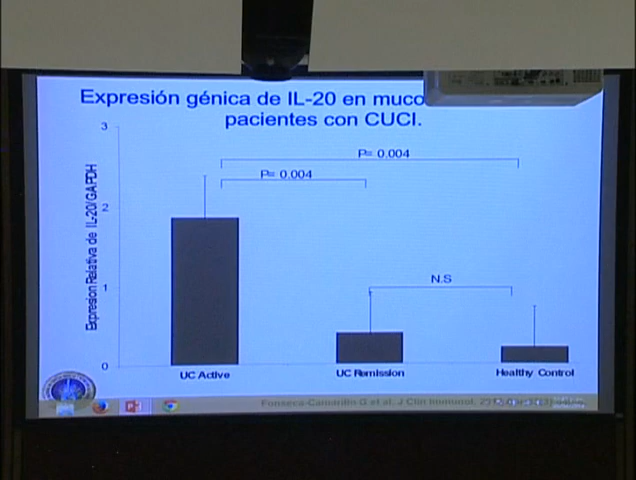 Expresión génica de IL-20 en muco
pacientes con CUCI.
3
P= 0.004
P= 0.004
2
Expresion Relativa de IL-20/GAPDH
1
N.S
0
UC Active
UC Remission
Healthy Control
Fonseca-Camarillo G et al, J Clin Immunol,